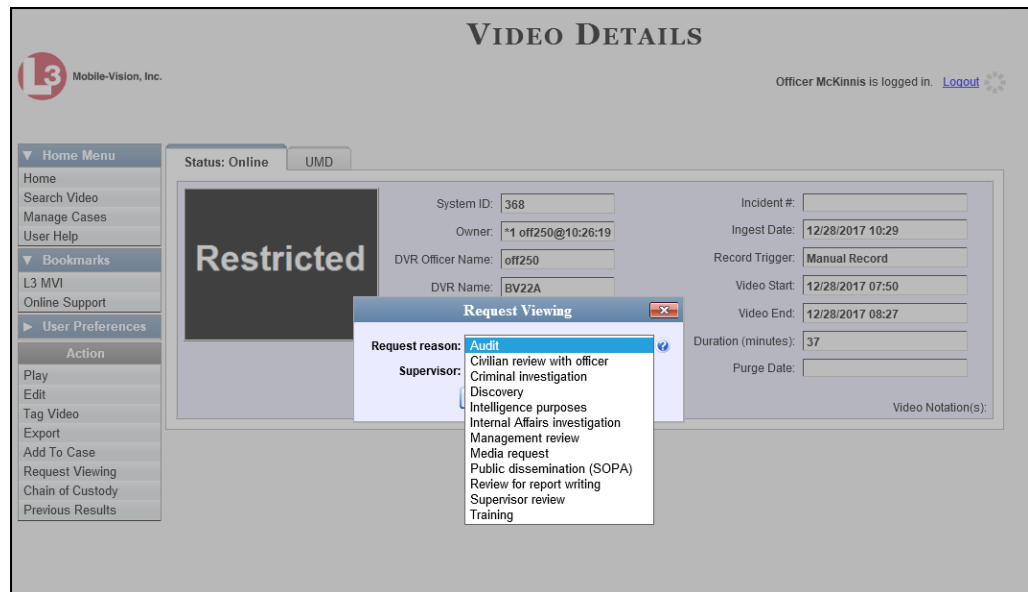 VIDEO DETAILS
L3 Mobile-Vision, Inc.
Officer McKinnis is logged in. Logout
▼ Home Menu
Home
Search Video
Manage Cases
User Help
▼ Bookmarks
L3 MVI
Online Support
► User Preferences
Action
Play
Edit
Tag Video
Export
Add To Case
Request Viewing
Chain of Custody
Previous Results
Status: Online UMD
Restricted
System ID: 368
Owner: *1 off250@10:26:19
DVR Officer Name: off250
DVR Name: BV22A
Incident #:
Ingest Date: 12/28/2017 10:29
Record Trigger: Manual Record
Video Start: 12/28/2017 07:50
Video End: 12/28/2017 08:27
Duration (minutes): 37
Purge Date:
Video Notation(s):
Request Viewing
Request reason: Audit
Supervisor:
Civilian review with officer
Criminal investigation
Discovery
Intelligence purposes
Internal Affairs investigation
Management review
Media request
Public dissemination (SOPA)
Review for report writing
Supervisor review
Training